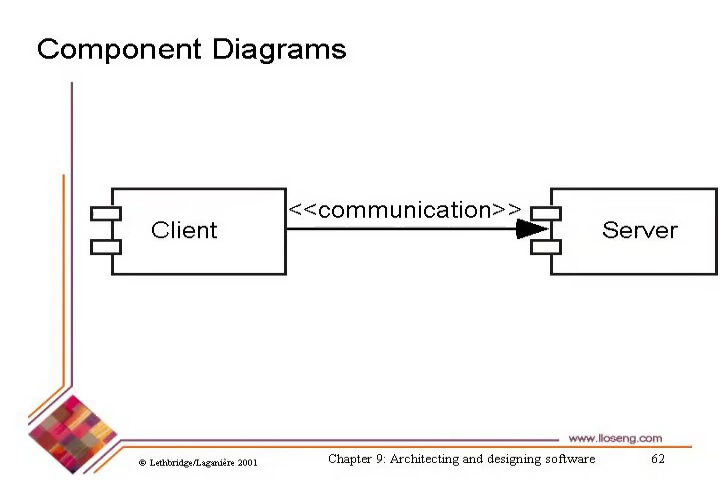 Component Diagrams
<<communication>>
Client
Server
www.lloseng.com
© Lethbridge/Laganière 2001
Chapter 9: Architecting and designing software
62